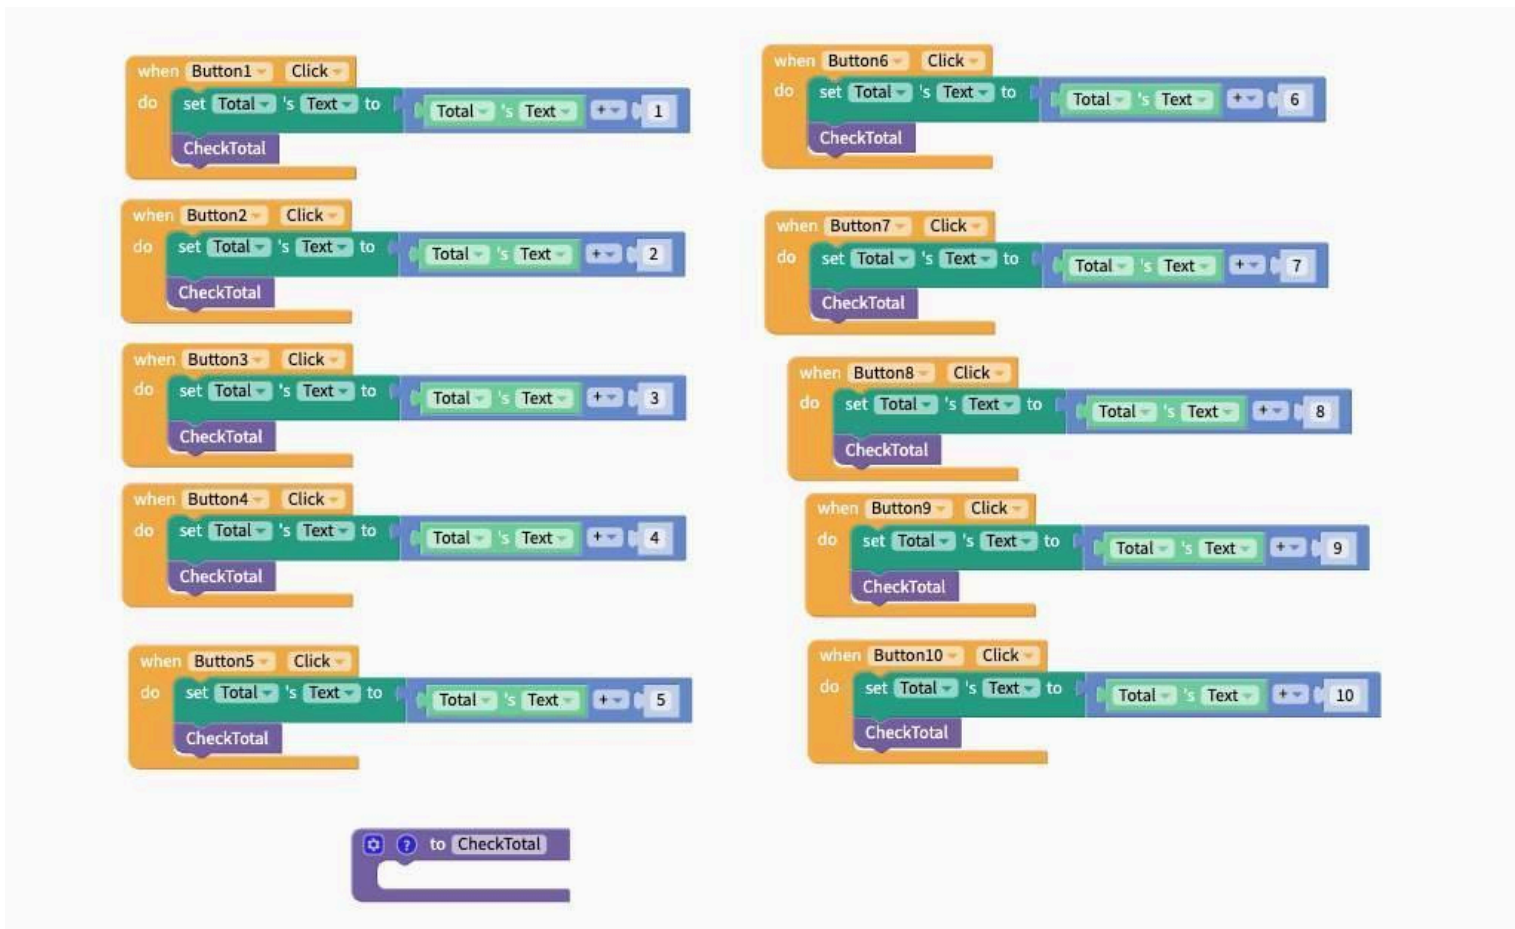 when Button1 Click
do set Total 's Text to Total 's Text + 1
CheckTotal
when Button2 Click
do set Total 's Text to Total 's Text + 2
CheckTotal
when Button3 Click
do set Total 's Text to Total 's Text + 3
CheckTotal
when Button4 Click
do set Total 's Text to Total 's Text + 4
CheckTotal
when Button5 Click
do set Total 's Text to Total 's Text + 5
CheckTotal
when Button6 Click
do set Total 's Text to Total 's Text + 6
CheckTotal
when Button7 Click
do set Total 's Text to Total 's Text + 7
CheckTotal
when Button8 Click
do set Total 's Text to Total 's Text + 8
CheckTotal
when Button9 Click
do set Total 's Text to Total 's Text + 9
CheckTotal
when Button10 Click
do set Total 's Text to Total 's Text + 10
CheckTotal
? to CheckTotal